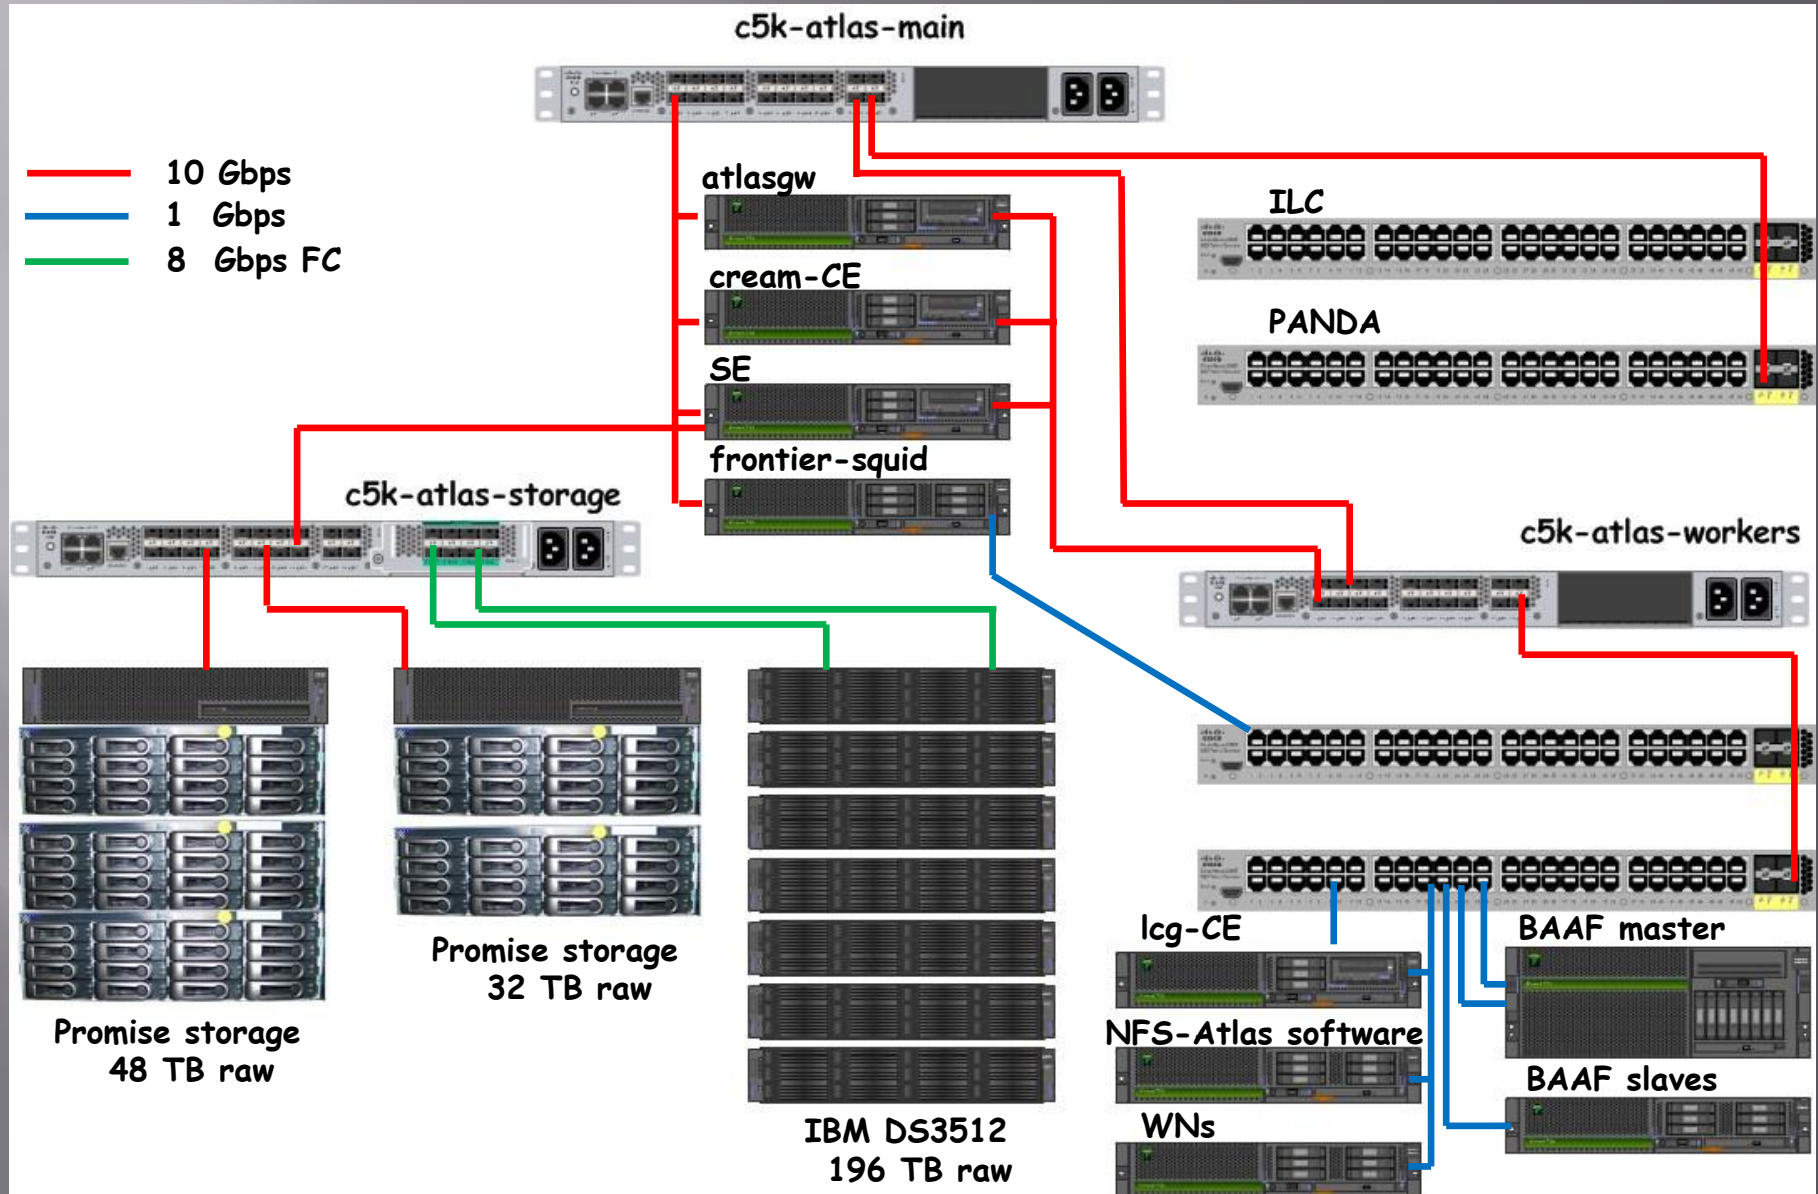 c5k-atlas-main
10 Gbps
1 Gbps
8 Gbps FC
atlasgw
cream-CE
SE
frontier-squid
ILC
PANDA
c5k-atlas-storage
c5k-atlas-workers
Promise storage
48 TB raw
Promise storage
32 TB raw
IBM DS3512
196 TB raw
lcg-CE
NFS-Atlas software
WNs
BAAF master
BAAF slaves